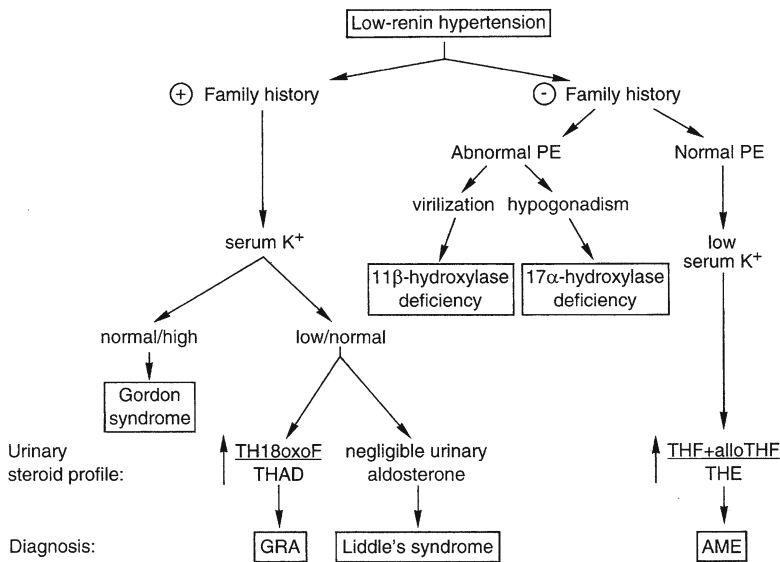 Low-renin hypertension
+ Family history
- Family history
Abnormal PE
Normal PE
virilization
hypogonadism
serum K+
low
serum K+
11β-hydroxylase
deficiency
17α-hydroxylase
deficiency
normal/high
low/normal
Gordon
syndrome
Urinary
steroid profile:
TH18oxoF
THAD
negligible urinary
aldosterone
THF+alloTHF
THE
Diagnosis:
GRA
Liddle's syndrome
AME